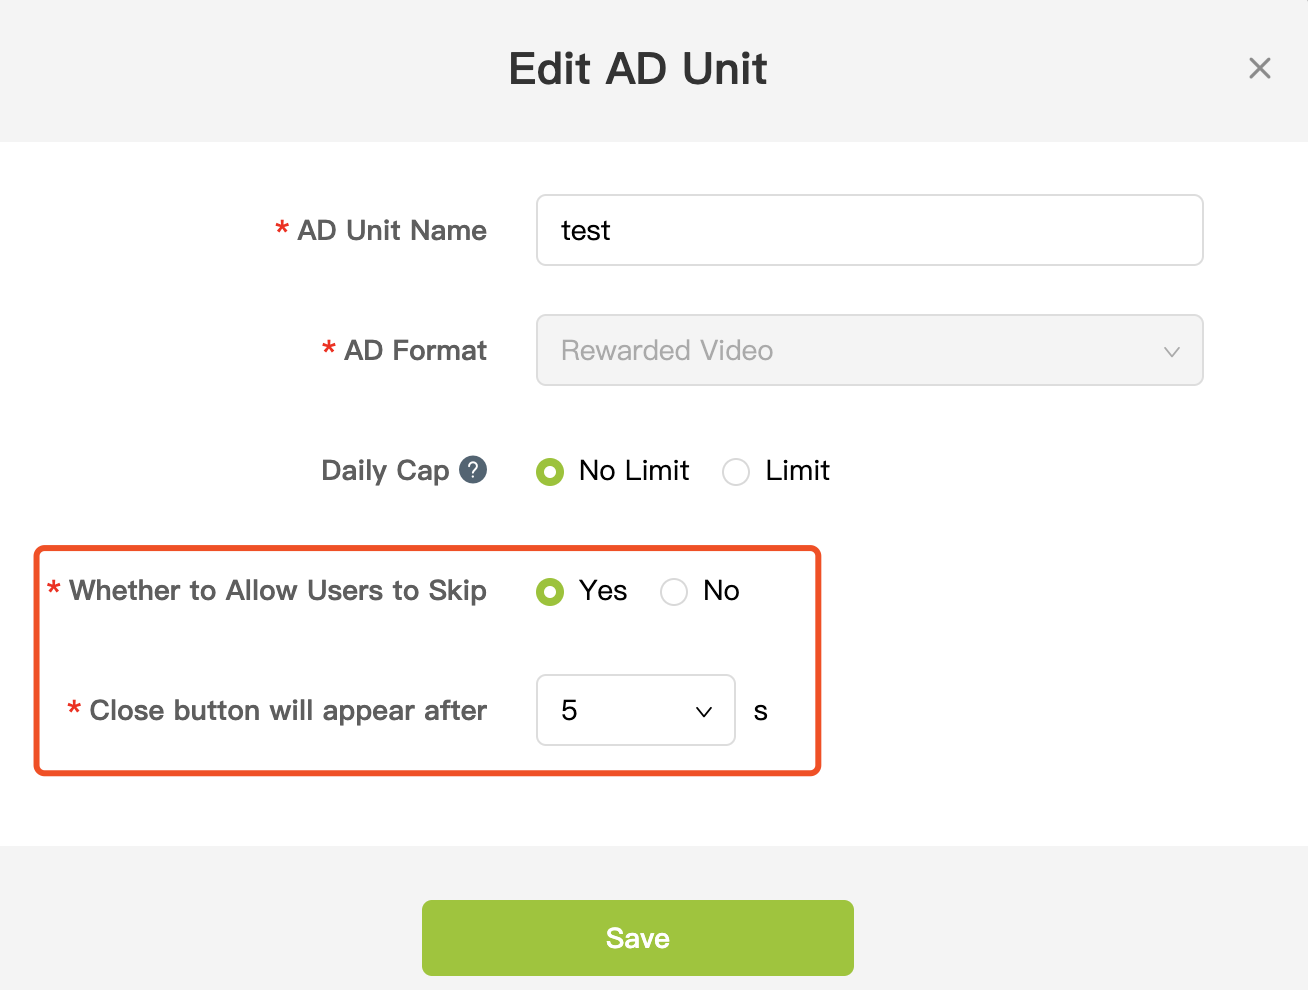 Edit AD Unit
* AD Unit Name test
* AD Format Rewarded Video
Daily Cap ? No Limit Limit
* Whether to Allow Users to Skip Yes No
* Close button will appear after 5 s
Save